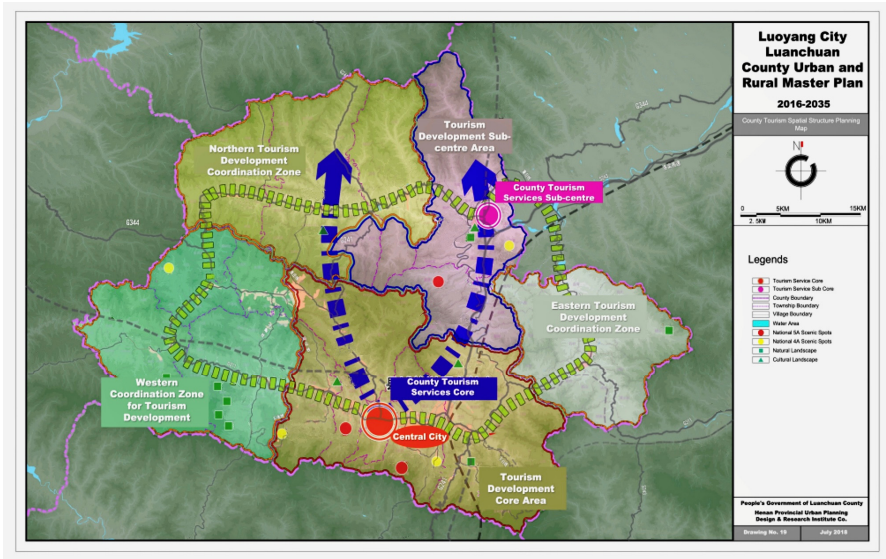 Luoyang City
Luanchuan
County Urban and
Rural Master Plan
2016-2035
County Tourism Spatial Structure Planning
Map
N
0
5KM
15KM
2.5KM
10KM
Legends
Tourism Service Core
Tourism Service Sub Core
County Boundary
Township Boundary
Village Boundary
Water Area
National 5A Scenic Spots
National 4A Scenic Spots
Natural Landscape
Cultural Landscape
People's Government of Luanchuan County
Henan Provincial Urban Planning
Design & Research Institute Co.
Drawing No. 19
July 2018
Northern Tourism
Development
Coordination Zone
Tourism
Development Sub-
centre Area
County Tourism
Services Sub-centre
Eastern Tourism
Development
Coordination Zone
Western
Coordination Zone
for Tourism
Development
County Tourism
Services Core
Central City
Tourism
Development
Core Area
G344
G344